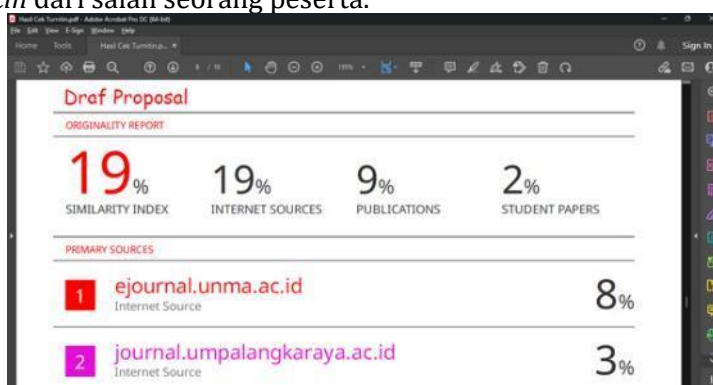 dari salah seorang peserta.
Hasil Cek Turnitin.pdf - Adobe Acrobat Pro DC (64-bit)
File Edit View E-Sign Window Help
Home Tools Hasil Cek Turnitin.p... × Sign In
Draf Proposal
ORIGINALITY REPORT
19% 19% 9% 2%
SIMILARITY INDEX INTERNET SOURCES PUBLICATIONS STUDENT PAPERS
PRIMARY SOURCES
1 ejournal.unma.ac.id 8%
Internet Source
2 journal.umpalangkaraya.ac.id 3%
Internet Source